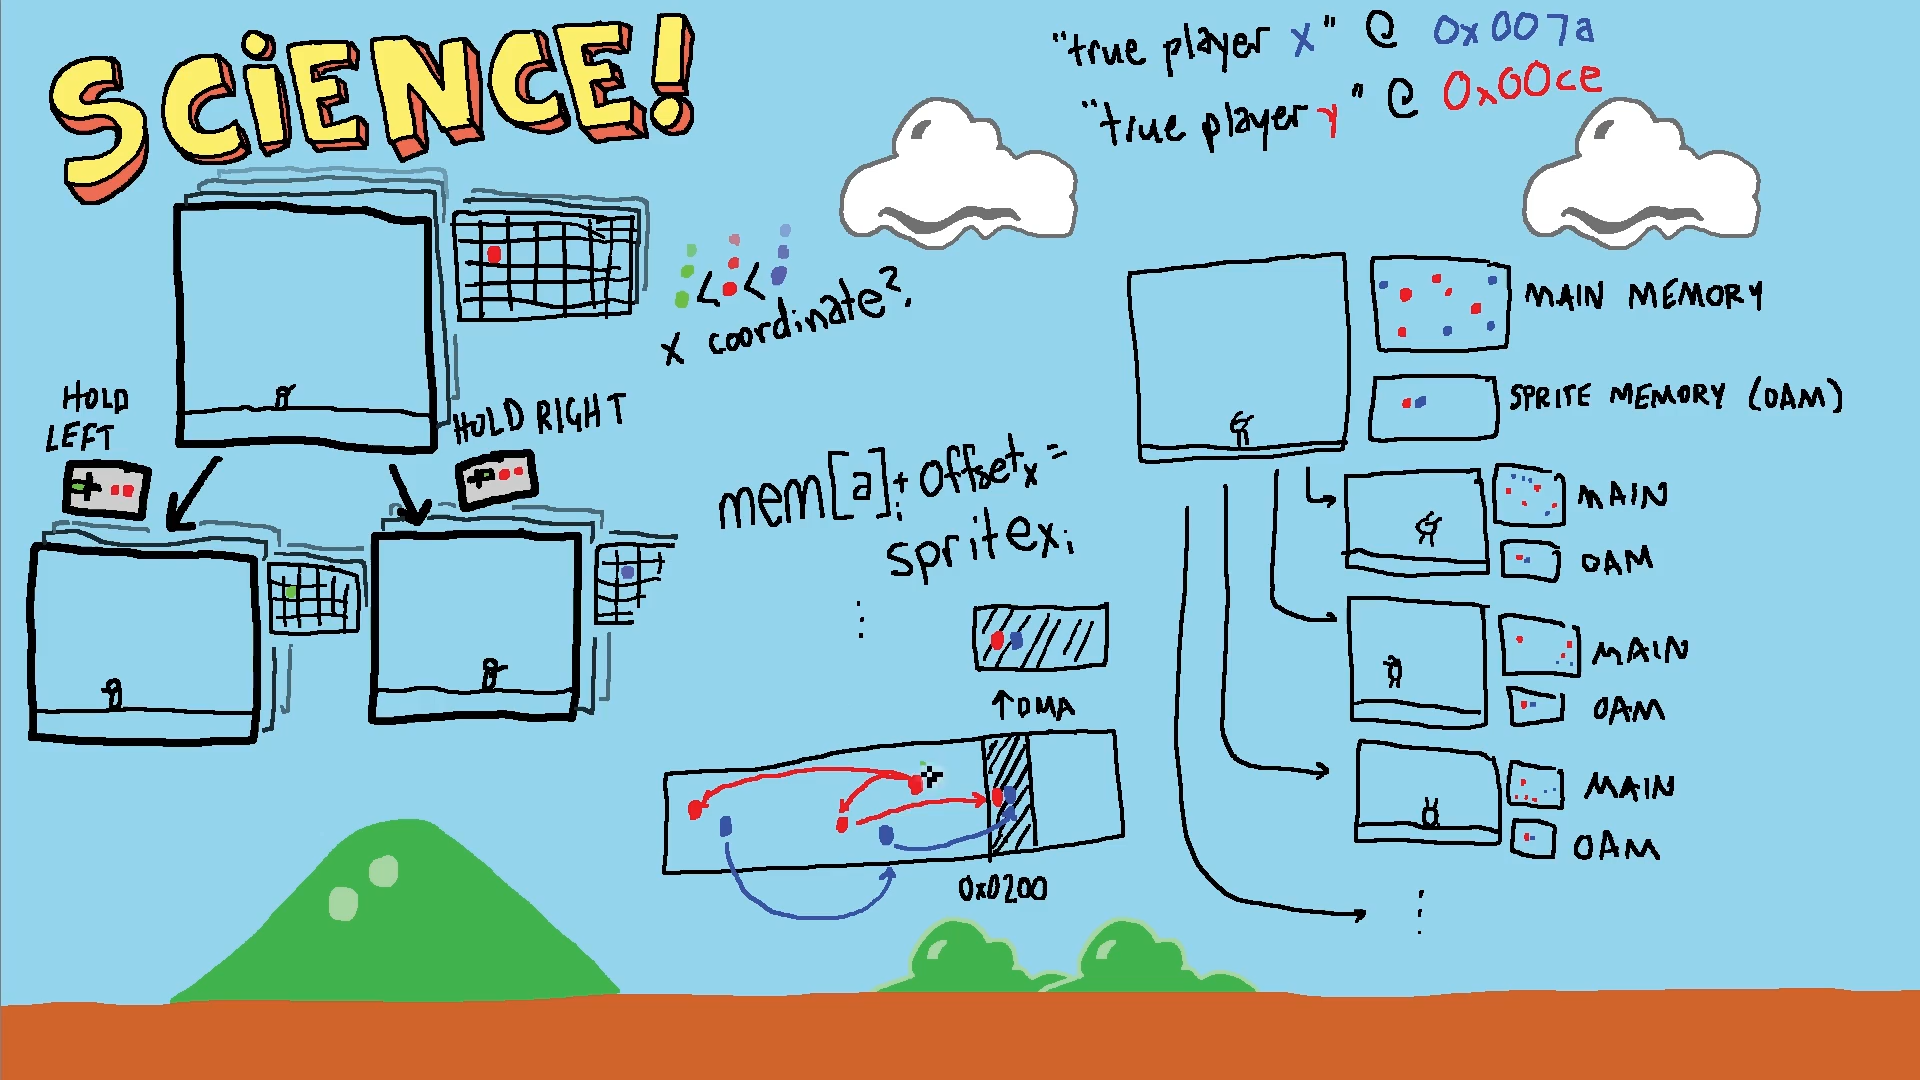 SCIENCE!
"true player x" @ 0x007a
"true player y" @ 0x00ce
< <
x coordinate?
HOLD
LEFT
HOLD RIGHT
mem[a]+ offsetx =
i
spritexi
⋮
↑DMA
0x0200
MAIN MEMORY
SPRITE MEMORY (OAM)
MAIN
OAM
MAIN
OAM
MAIN
OAM
⋮